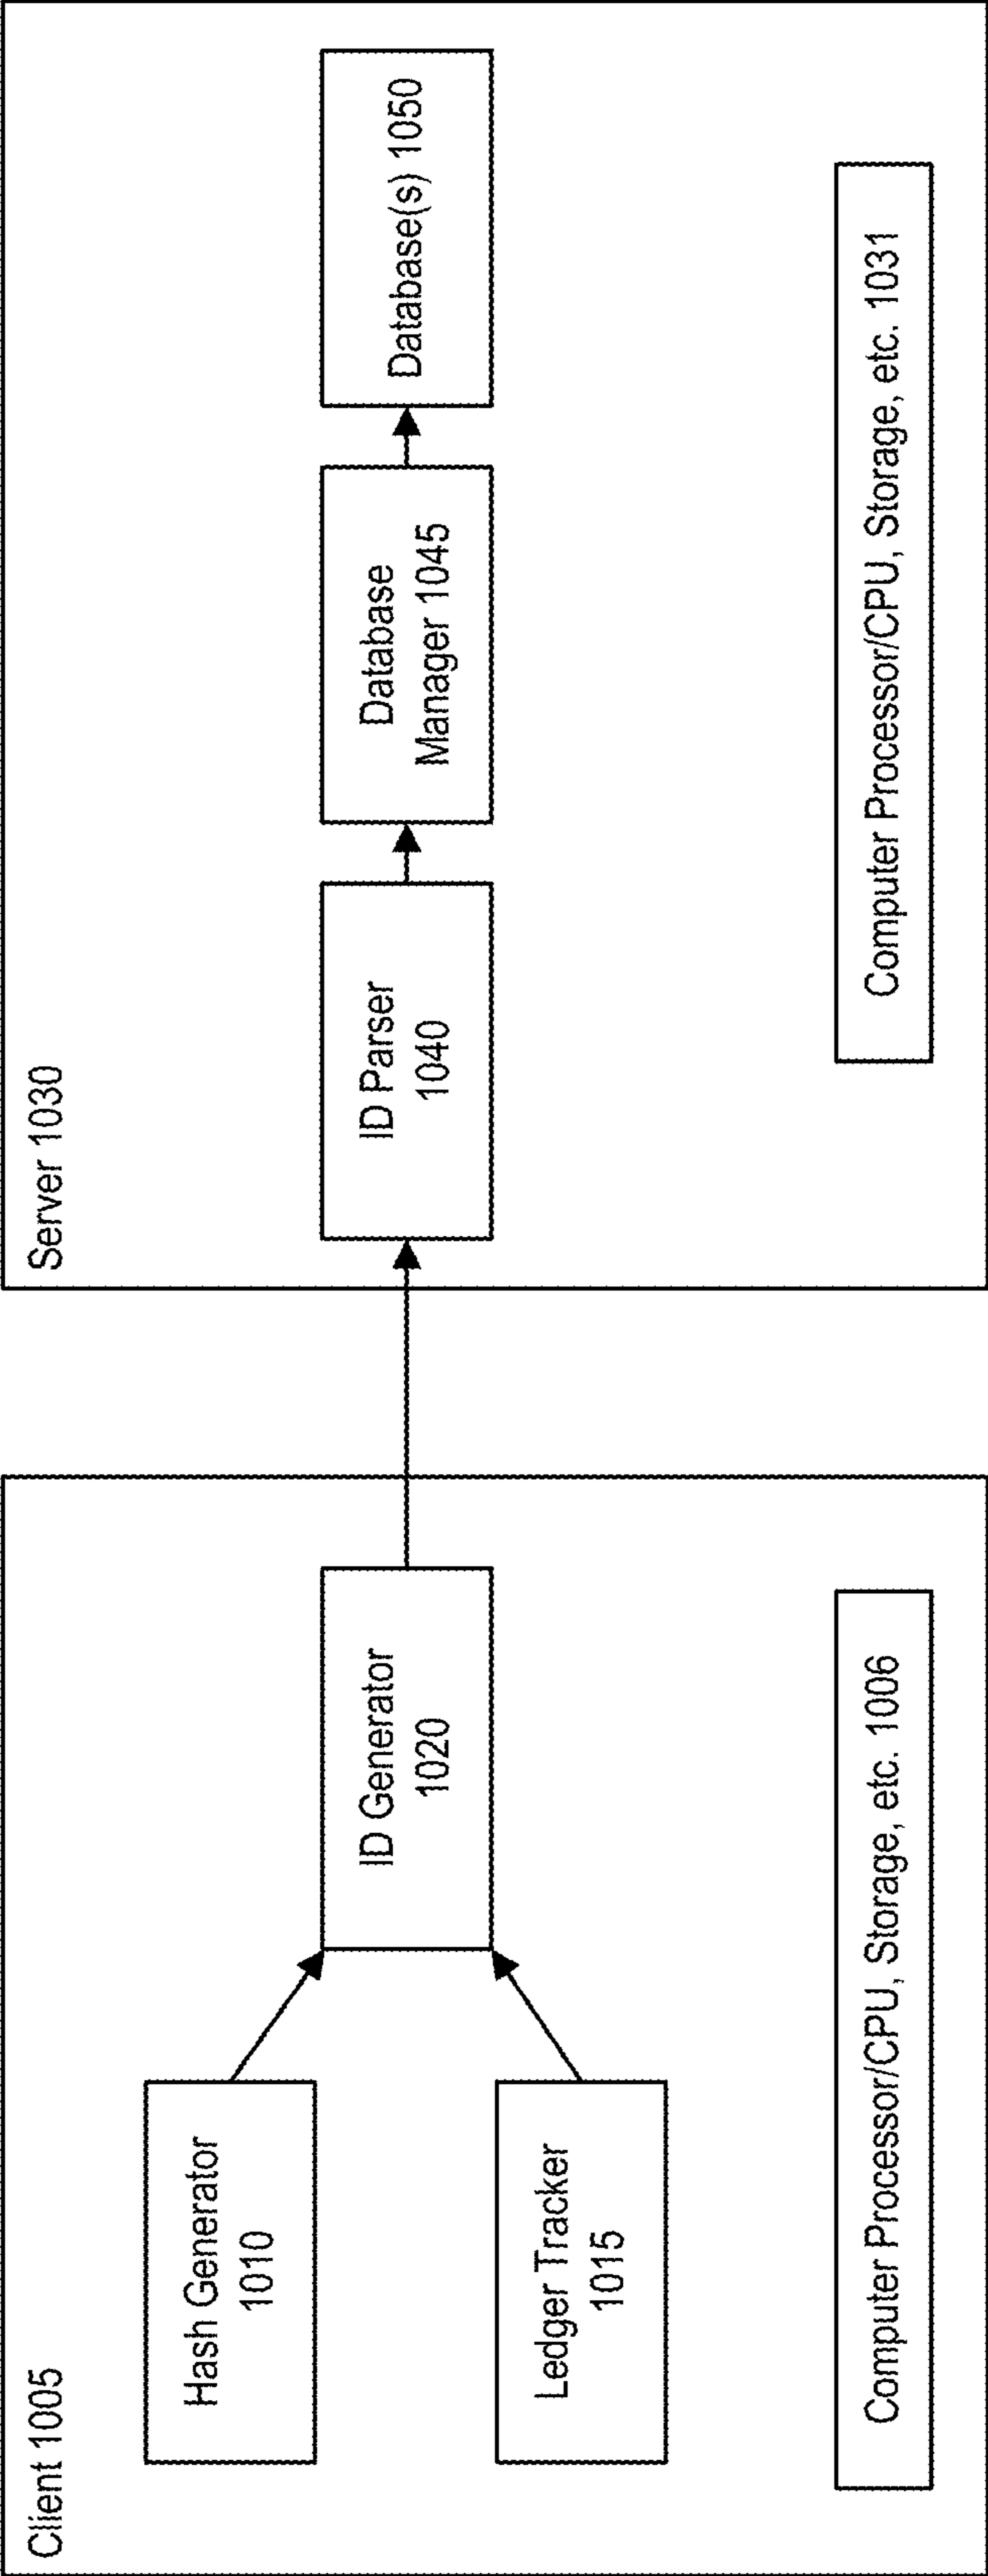 Client 1005
Hash Generator
1010
Ledger Tracker
1015
ID Generator
1020
Computer Processor/CPU, Storage, etc. 1006
Server 1030
ID Parser
1040
Database
Manager 1045
Database(s) 1050
Computer Processor/CPU, Storage, etc. 1031